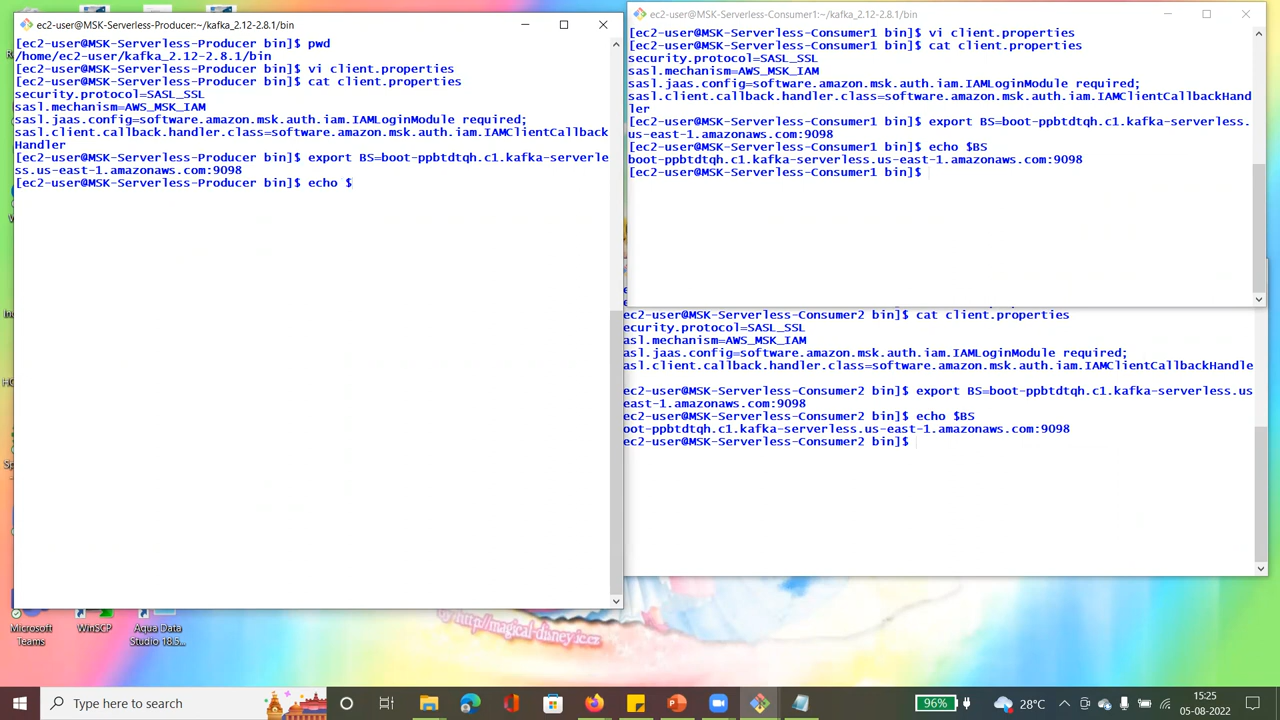 ec2-user@MSK-Serverless-Producer:~/kafka_2.12-2.8.1/bin
[ec2-user@MSK-Serverless-Producer bin]$ pwd
/home/ec2-user/kafka_2.12-2.8.1/bin
[ec2-user@MSK-Serverless-Producer bin]$ vi client.properties
[ec2-user@MSK-Serverless-Producer bin]$ cat client.properties
security.protocol=SASL_SSL
sasl.mechanism=AWS_MSK_IAM
sasl.jaas.config=software.amazon.msk.auth.iam.IAMLoginModule required;
sasl.client.callback.handler.class=software.amazon.msk.auth.iam.IAMClientCallback
Handler
[ec2-user@MSK-Serverless-Producer bin]$ export BS=boot-ppbtdtqh.c1.kafka-serverle
ss.us-east-1.amazonaws.com:9098
[ec2-user@MSK-Serverless-Producer bin]$ echo $
ec2-user@MSK-Serverless-Consumer1:~/kafka_2.12-2.8.1/bin
[ec2-user@MSK-Serverless-Consumer1 bin]$ vi client.properties
[ec2-user@MSK-Serverless-Consumer1 bin]$ cat client.properties
security.protocol=SASL_SSL
sasl.mechanism=AWS_MSK_IAM
sasl.jaas.config=software.amazon.msk.auth.iam.IAMLoginModule required;
sasl.client.callback.handler.class=software.amazon.msk.auth.iam.IAMClientCallbackHand
ler
[ec2-user@MSK-Serverless-Consumer1 bin]$ export BS=boot-ppbtdtqh.c1.kafka-serverless.
us-east-1.amazonaws.com:9098
[ec2-user@MSK-Serverless-Consumer1 bin]$ echo $BS
boot-ppbtdtqh.c1.kafka-serverless.us-east-1.amazonaws.com:9098
[ec2-user@MSK-Serverless-Consumer1 bin]$
ec2-user@MSK-Serverless-Consumer2 bin]$ cat client.properties
ecurity.protocol=SASL_SSL
asl.mechanism=AWS_MSK_IAM
asl.jaas.config=software.amazon.msk.auth.iam.IAMLoginModule required;
asl.client.callback.handler.class=software.amazon.msk.auth.iam.IAMClientCallbackHandle
ec2-user@MSK-Serverless-Consumer2 bin]$ export BS=boot-ppbtdtqh.c1.kafka-serverless.us
east-1.amazonaws.com:9098
ec2-user@MSK-Serverless-Consumer2 bin]$ echo $BS
oot-ppbtdtqh.c1.kafka-serverless.us-east-1.amazonaws.com:9098
ec2-user@MSK-Serverless-Consumer2 bin]$
by http://magical-disney.ic.cz
Microsoft
Teams
WinSCP
Aqua Data
Studio 18.5...
Type here to search
96%
28°C
15:25
05-08-2022